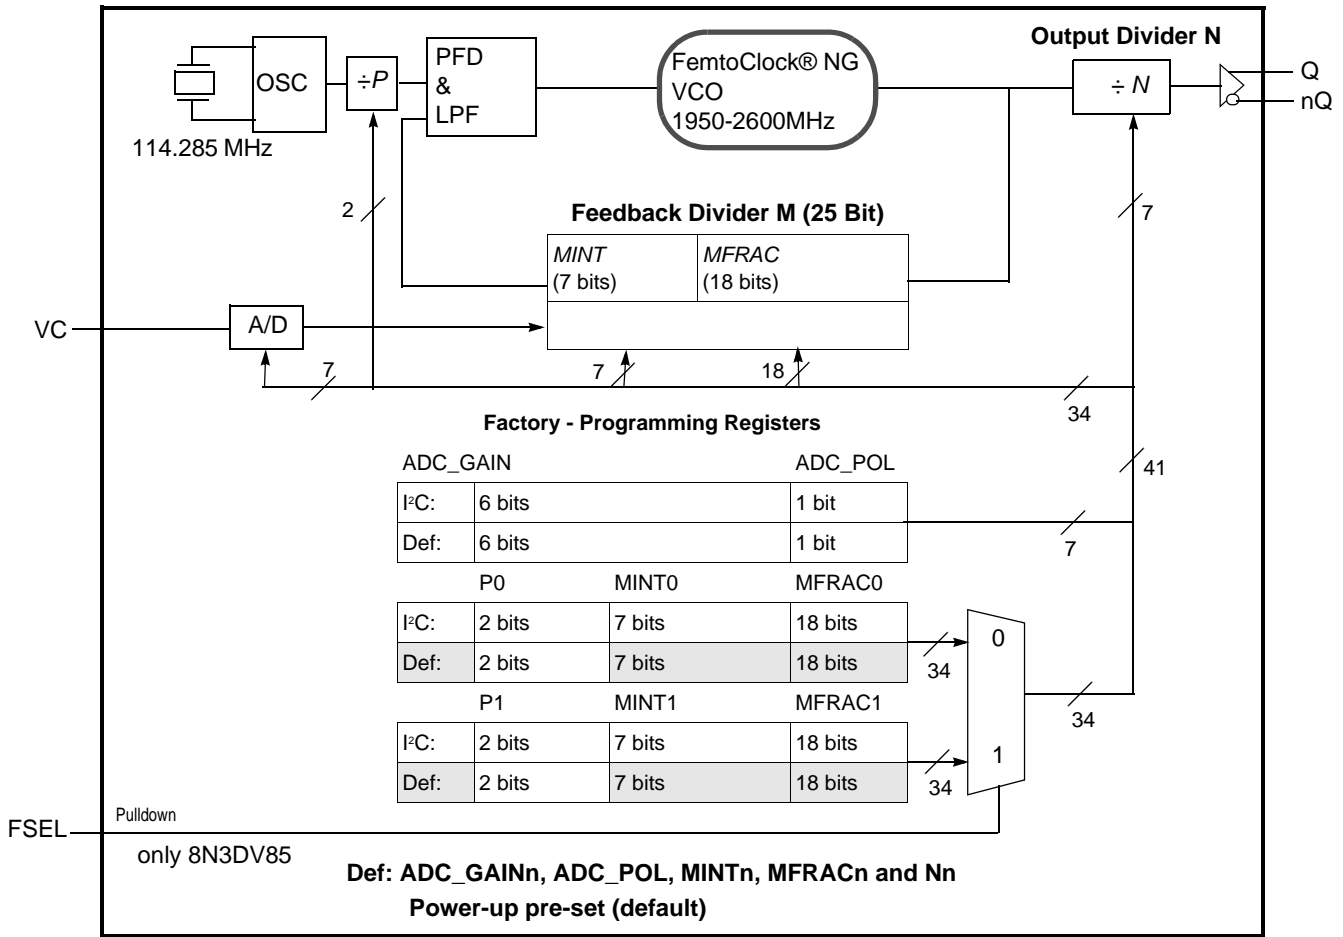 Output Divider N
OSC
÷P
PFD
&
LPF
FemtoClock® NG
VCO
1950-2600MHz
÷ N
Q
nQ
114.285 MHz
2
7
Feedback Divider M (25 Bit)
MINT
(7 bits)
MFRAC
(18 bits)
VC
A/D
7
7
18
34
Factory - Programming Registers
ADC_GAIN ADC_POL
41
I²C: 6 bits 1 bit
Def: 6 bits 1 bit
7
P0 MINT0 MFRAC0
I²C: 2 bits 7 bits 18 bits
Def: 2 bits 7 bits 18 bits
34
0
P1 MINT1 MFRAC1
34
I²C: 2 bits 7 bits 18 bits
Def: 2 bits 7 bits 18 bits
34
1
Pulldown
FSEL
only 8N3DV85
Def: ADC_GAINn, ADC_POL, MINTn, MFRACn and Nn
Power-up pre-set (default)